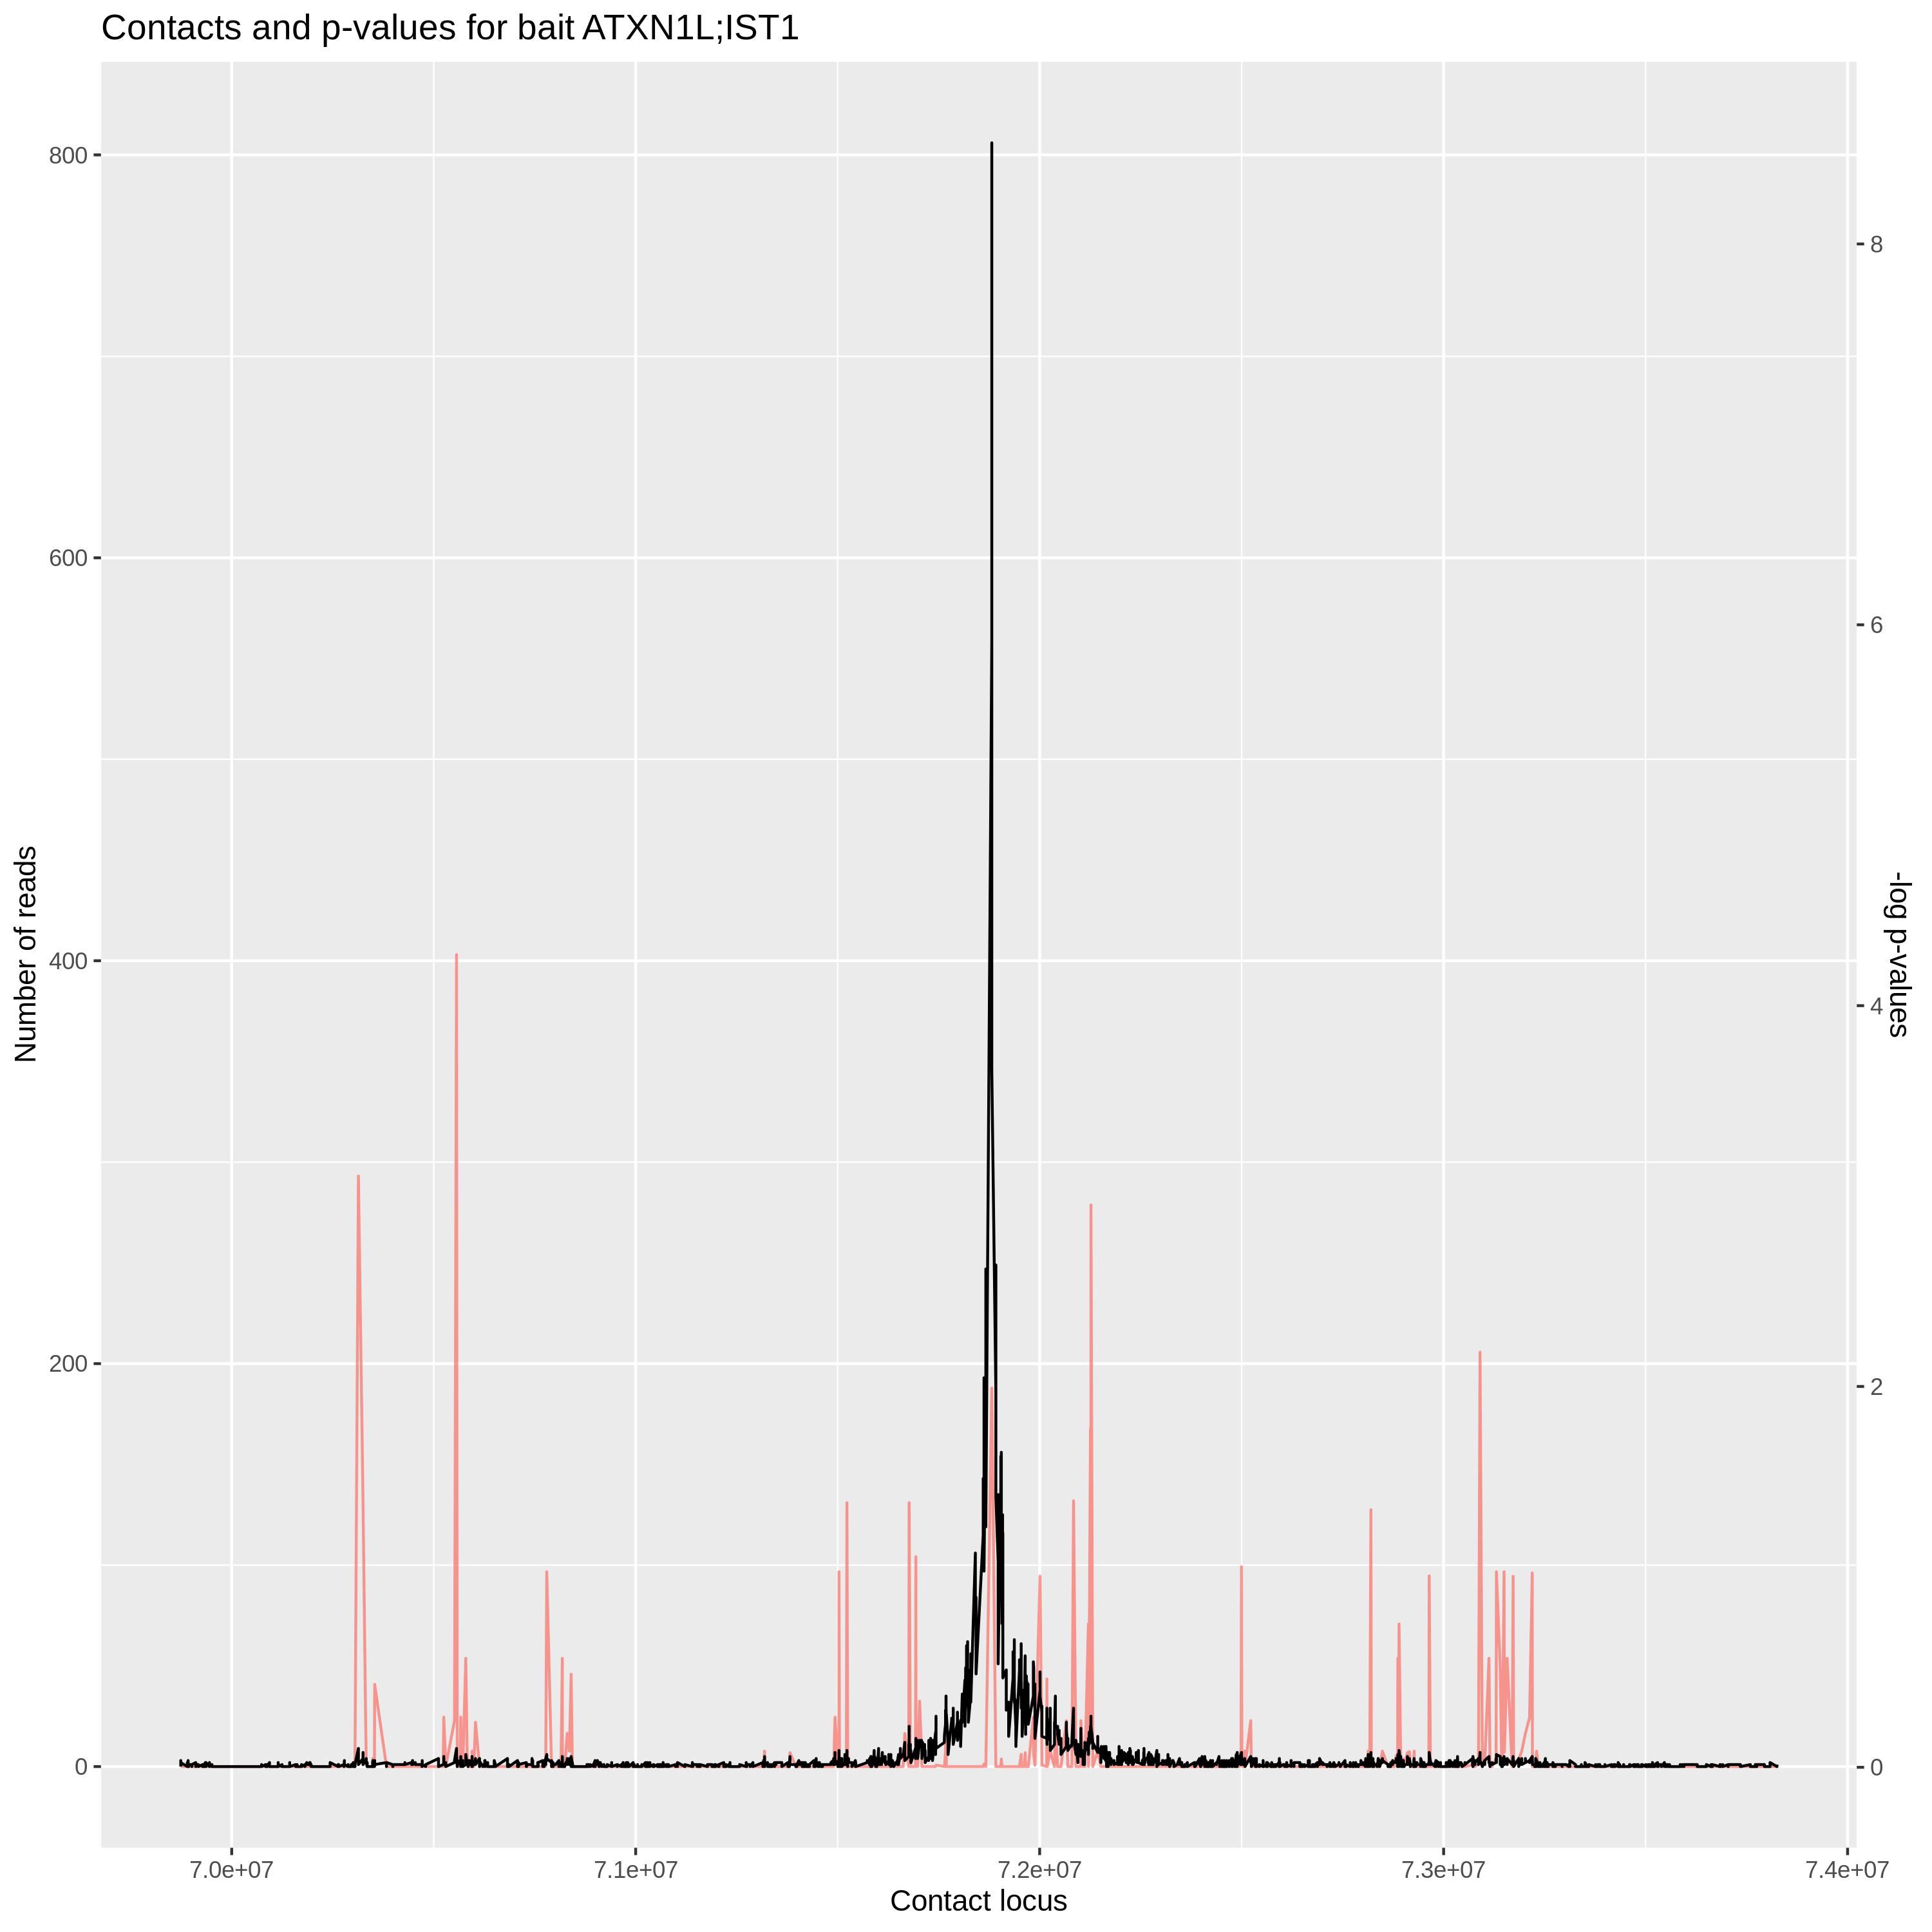 Contacts and p-values for bait ATXN1L;IST1
800
600
400
200
0
Number of reads
8
6
4
2
0
-log p-values
7.0e+07 7.1e+07 7.2e+07 7.3e+07 7.4e+07
Contact locus